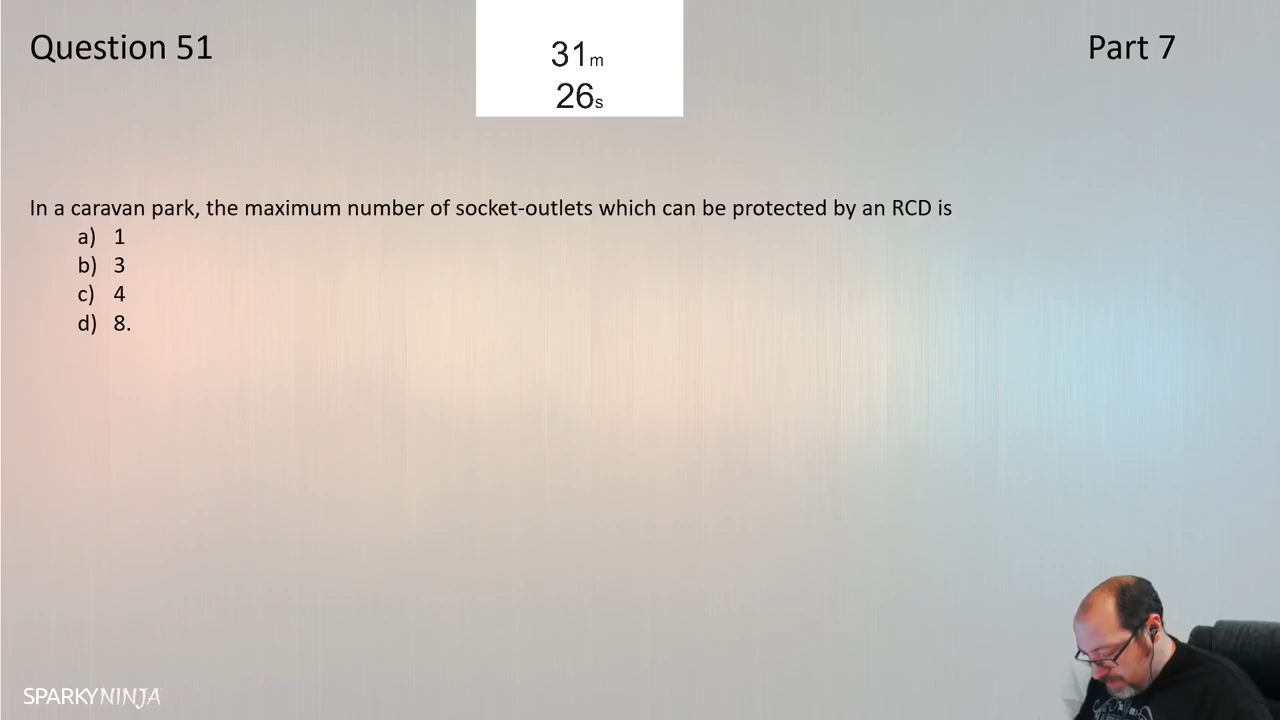 Question 51
31m
26s
Part 7
In a caravan park, the maximum number of socket-outlets which can be protected by an RCD is
a) 1
b) 3
c) 4
d) 8.
SPARKYNINJA